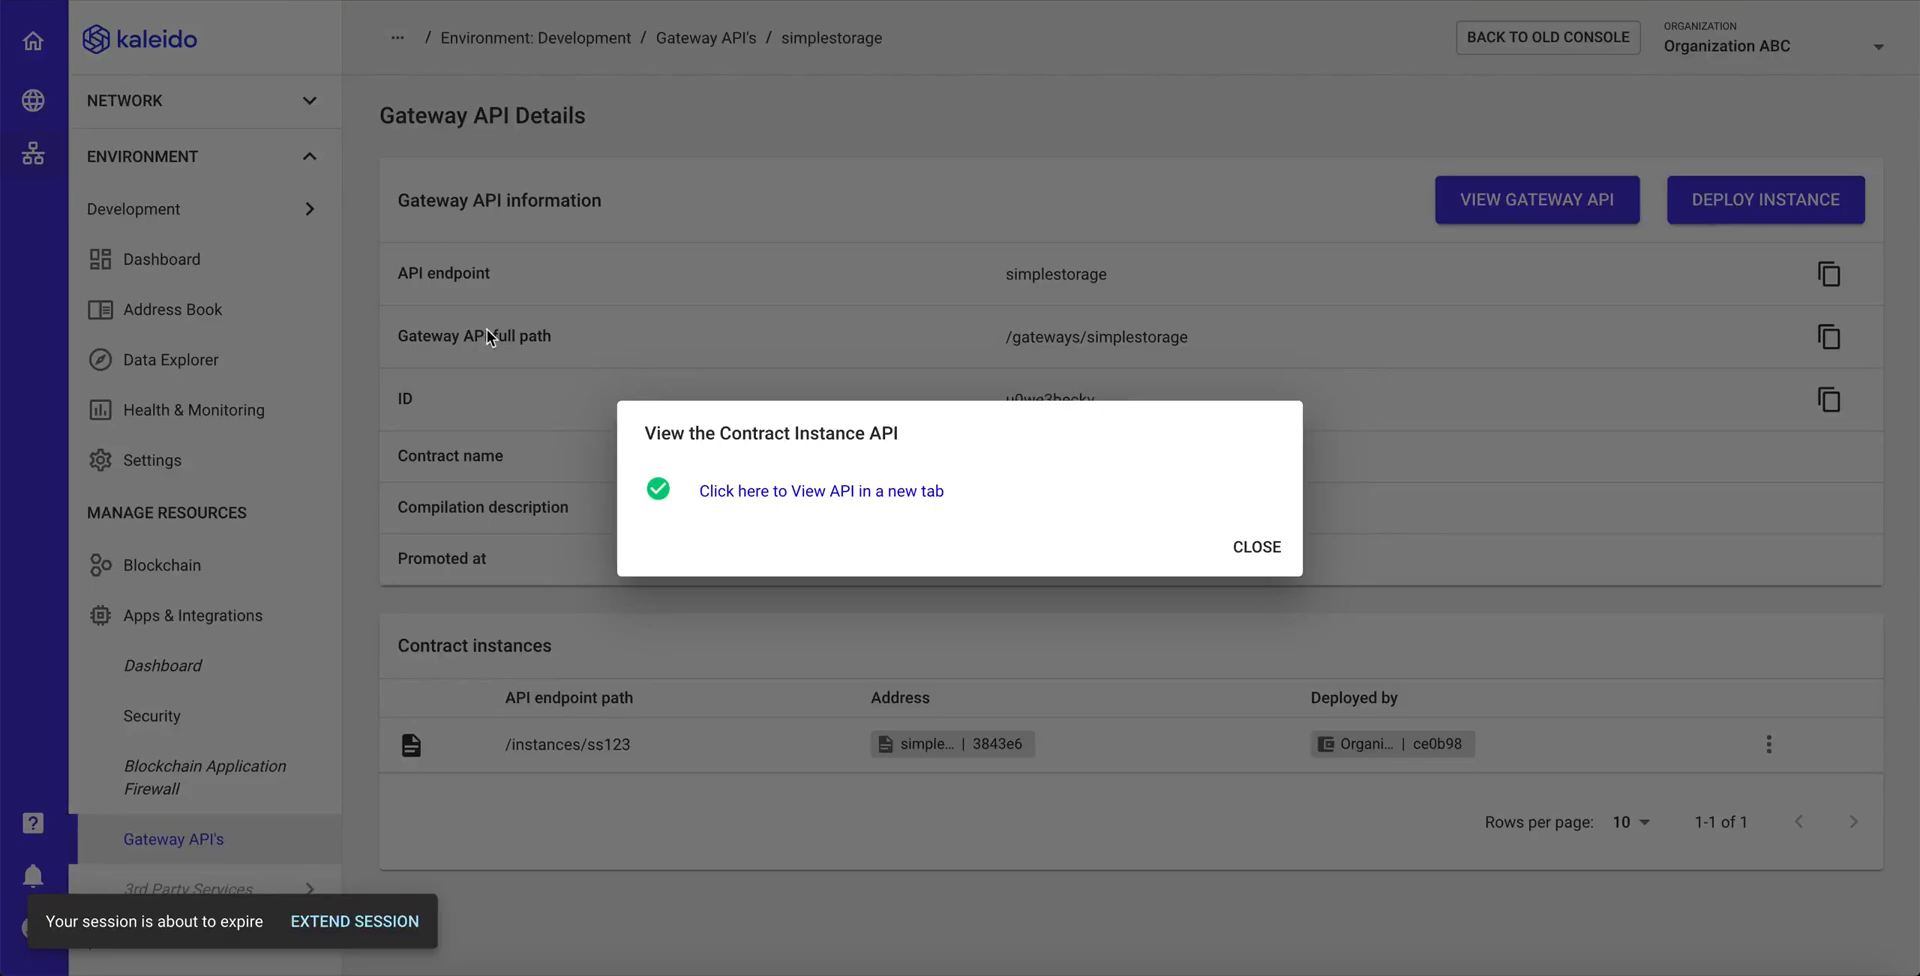 kaleido
··· / Environment: Development / Gateway API's / simplestorage
BACK TO OLD CONSOLE
ORGANIZATION
Organization ABC
NETWORK
ENVIRONMENT
Development
Dashboard
Address Book
Data Explorer
Health & Monitoring
Settings
MANAGE RESOURCES
Blockchain
Apps & Integrations
Dashboard
Security
Blockchain Application
Firewall
Gateway API's
3rd Party Services
?
Your session is about to expire EXTEND SESSION
Gateway API Details
Gateway API information
VIEW GATEWAY API
DEPLOY INSTANCE
API endpoint simplestorage
Gateway API full path /gateways/simplestorage
ID
Contract name
Compilation description
Promoted at
View the Contract Instance API
Click here to View API in a new tab
CLOSE
Contract instances
API endpoint path Address Deployed by
/instances/ss123 simple... | 3843e6 Organi... | ce0b98
Rows per page: 10 1-1 of 1